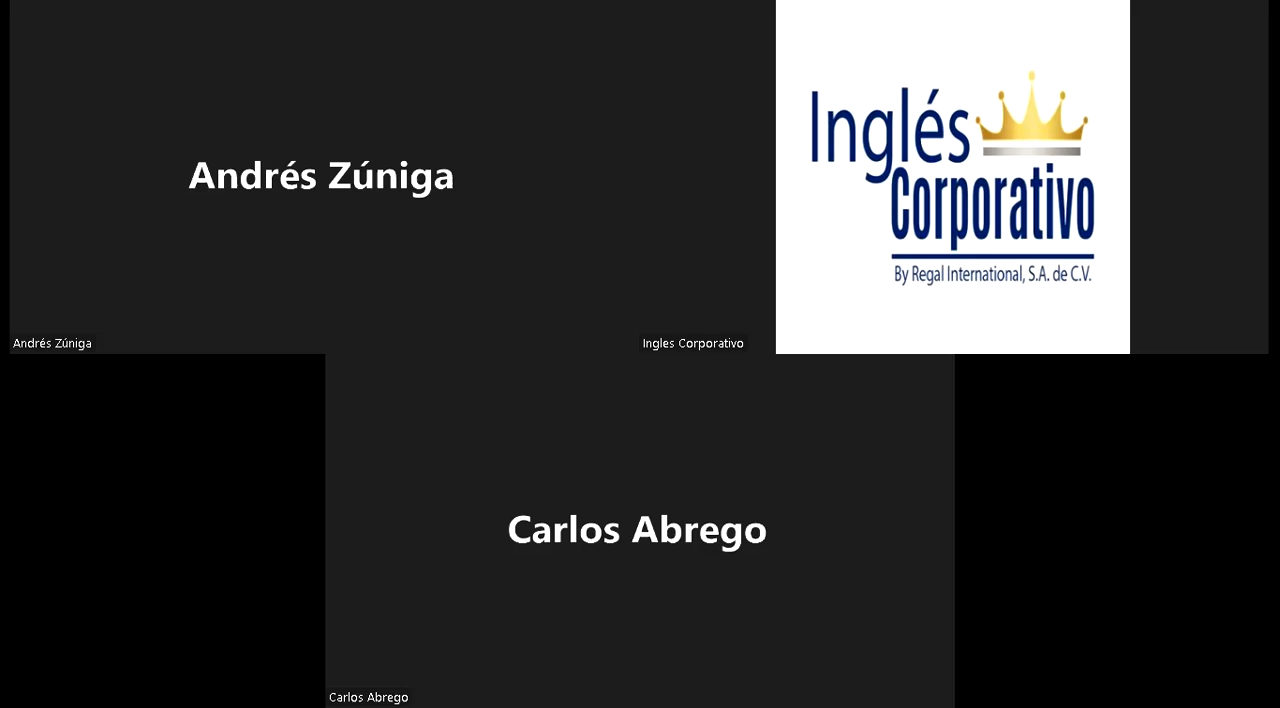 Andrés Zúniga
Inglés
Corporativo
By Regal International, S.A. de C.V.
Andrés Zúniga
Ingles Corporativo
Carlos Abrego
Carlos Abrego